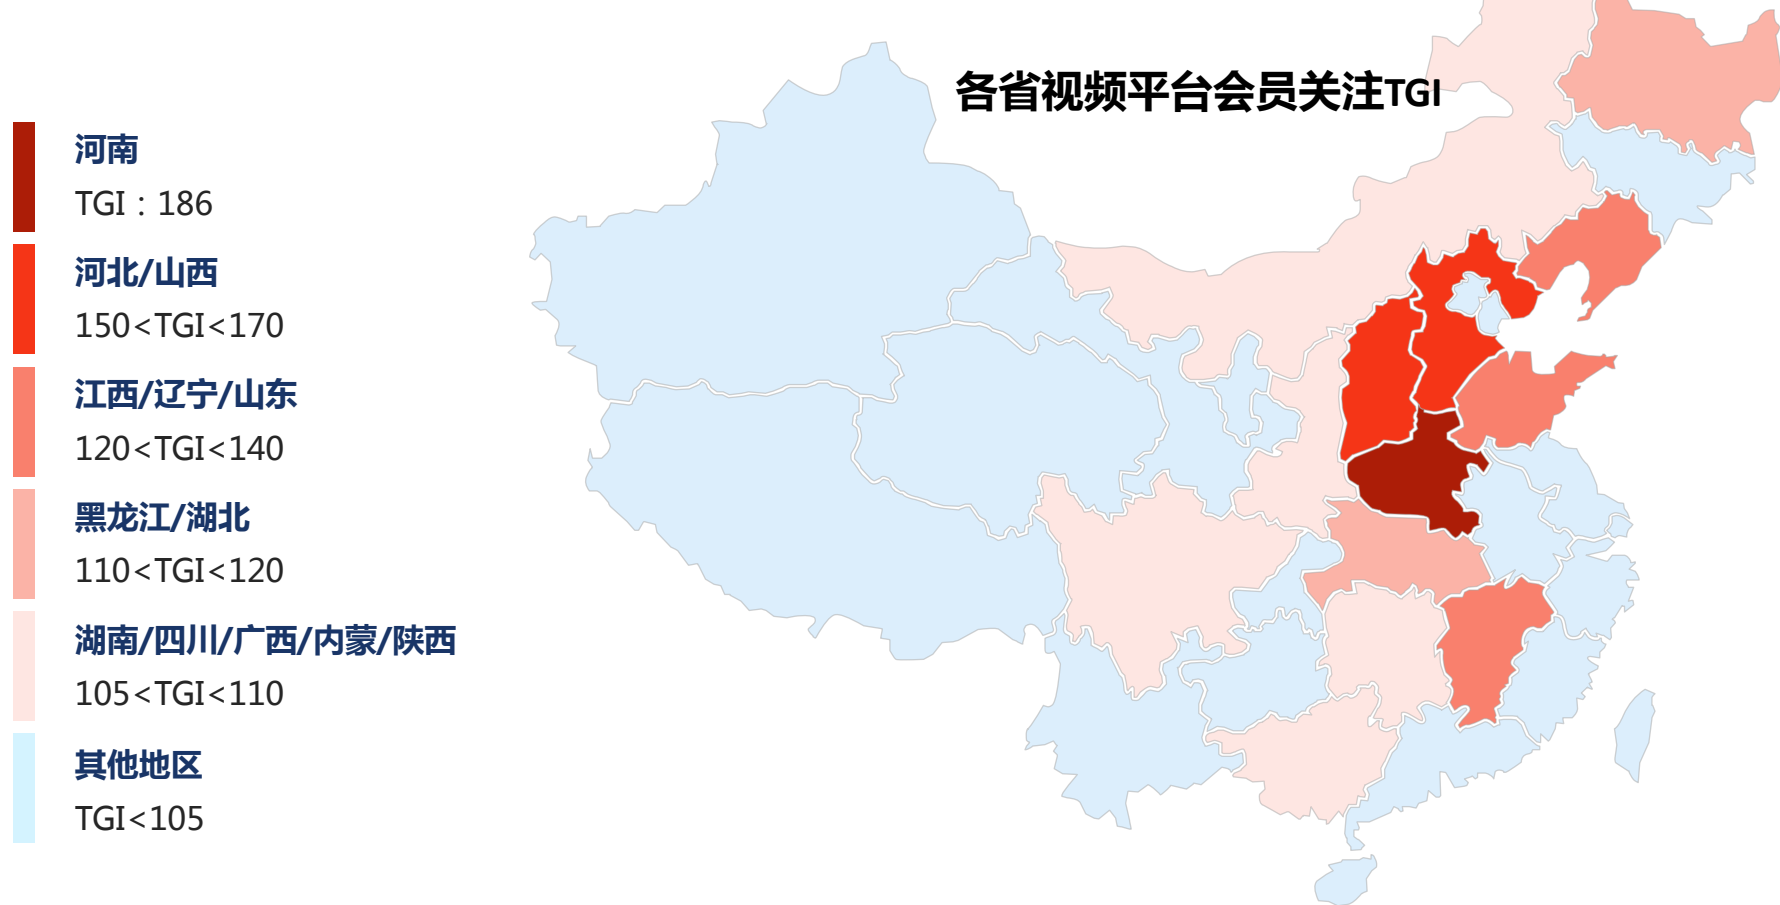 各省视频平台会员关注TGI
河南
TGI：186
河北/山西
150<TGI<170
江西/辽宁/山东
120<TGI<140
黑龙江/湖北
110<TGI<120
湖南/四川/广西/内蒙/陕西
105<TGI<110
其他地区
TGI<105